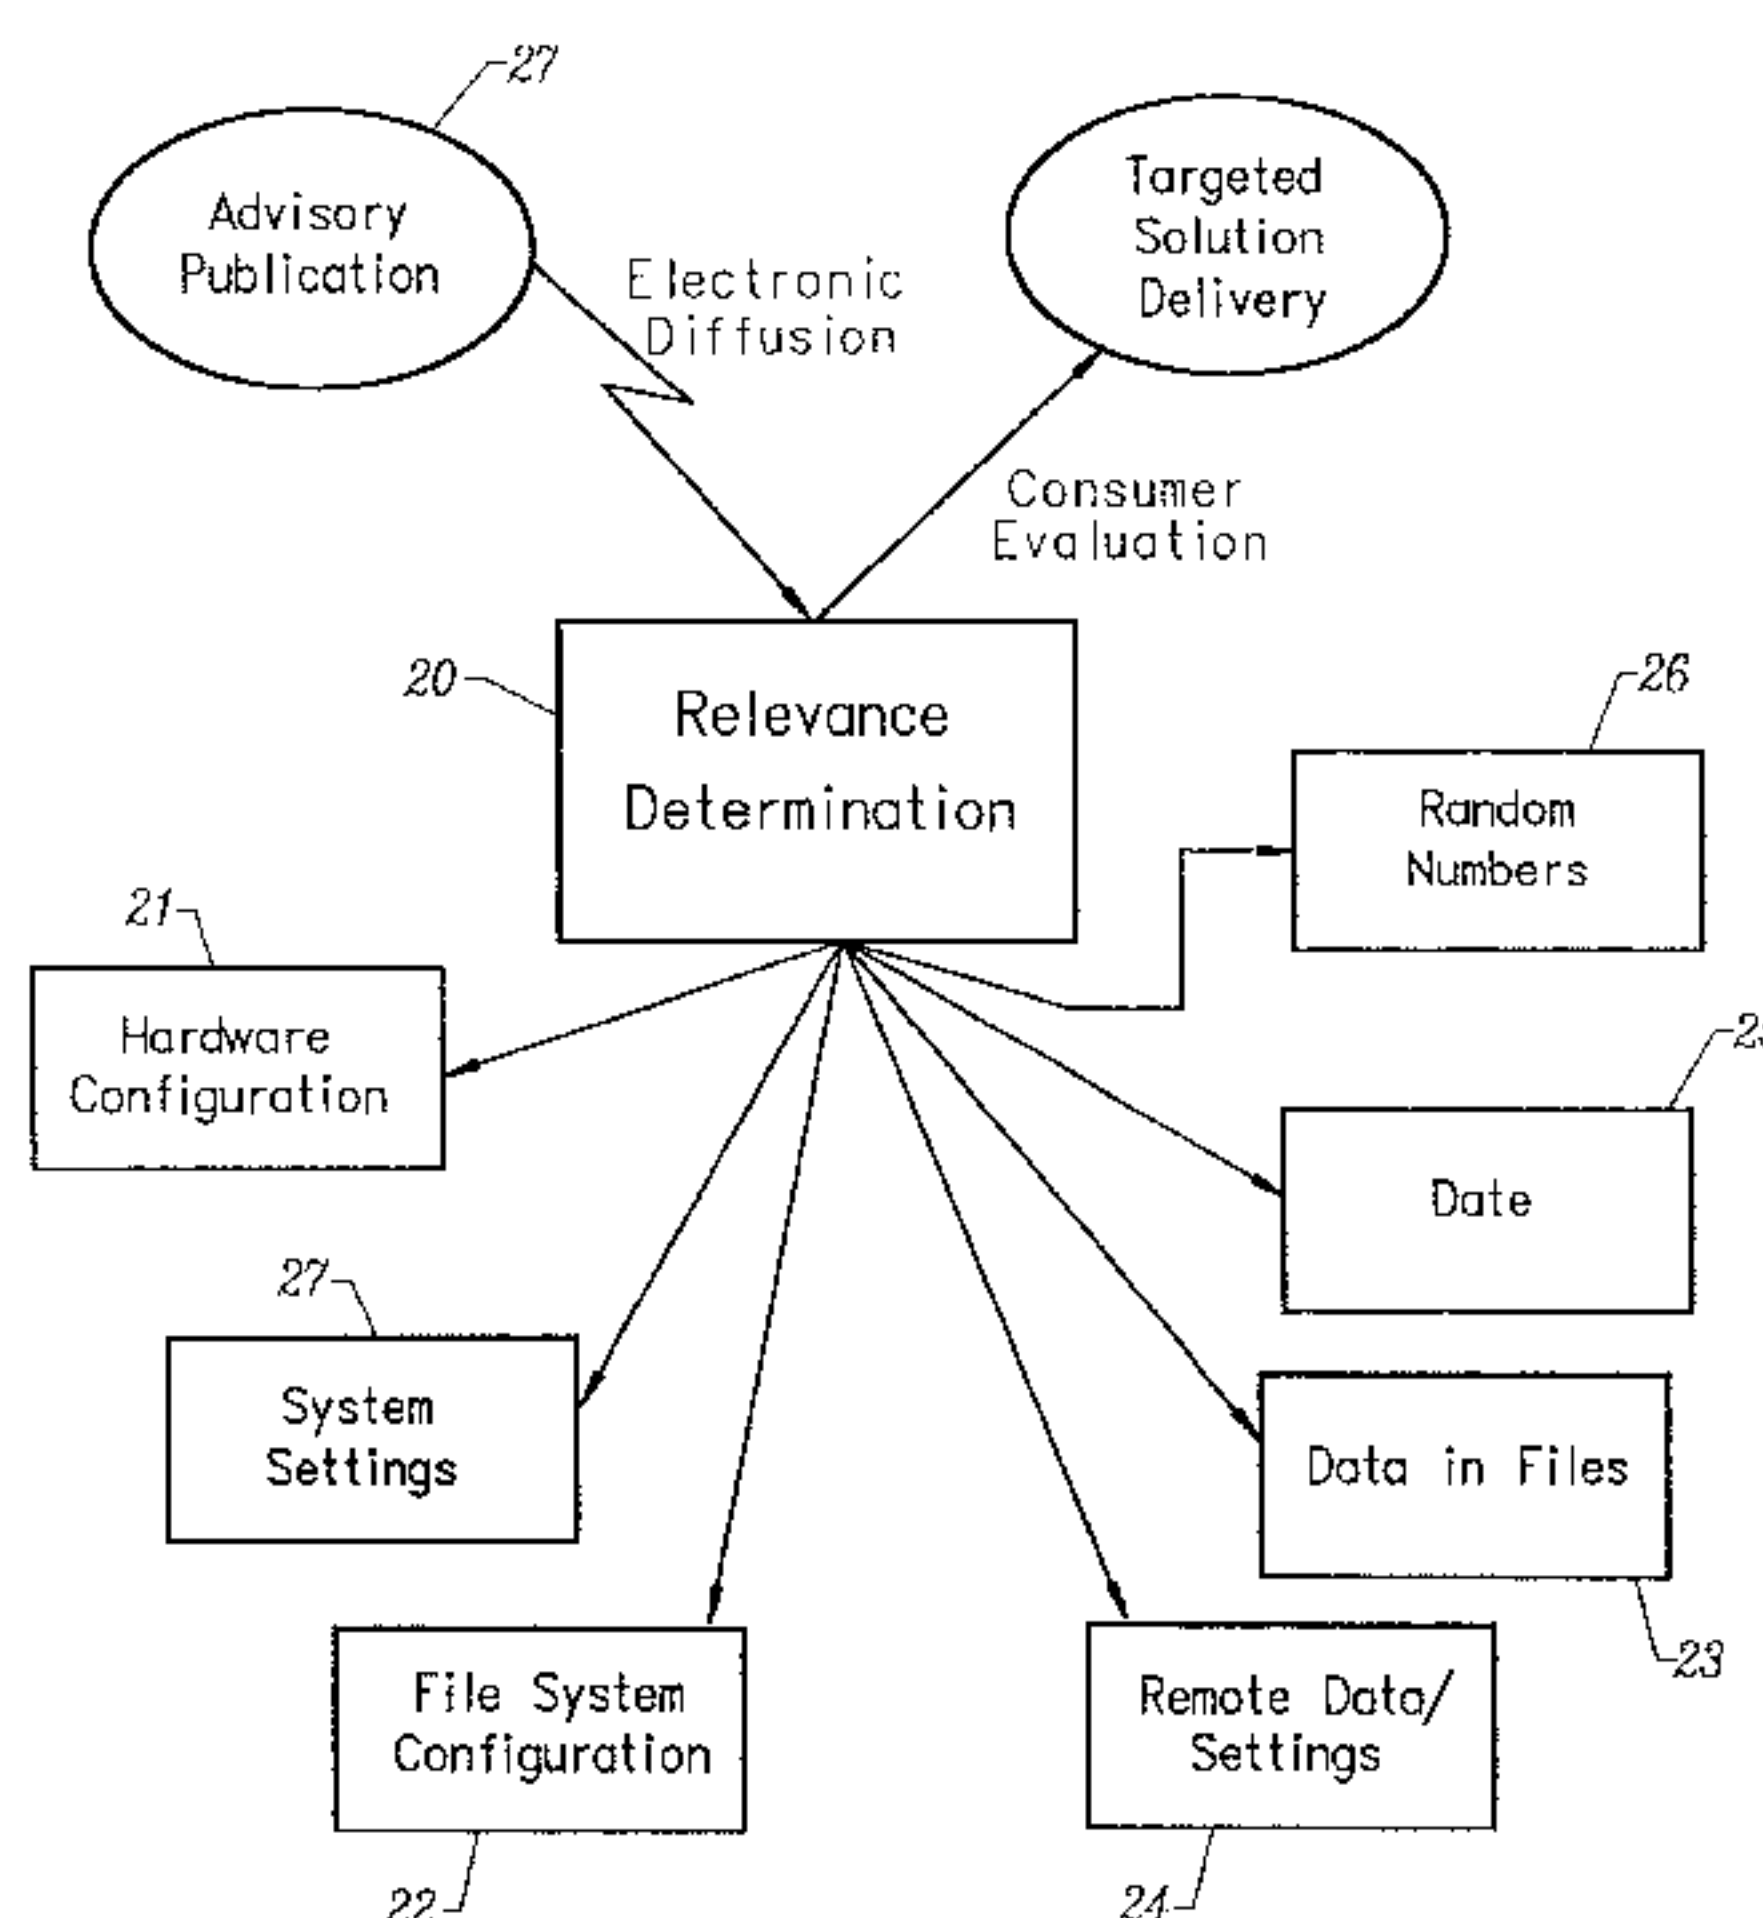 27
Advisory
Publication
Targeted
Solution
Delivery
Electronic
Diffusion
Consumer
Evaluation
20
Relevance
Determination
26
Random
Numbers
21
Hardware
Configuration
Date
27
System
Settings
Data in Files
23
File System
Configuration
Remote Data/
Settings
22
24